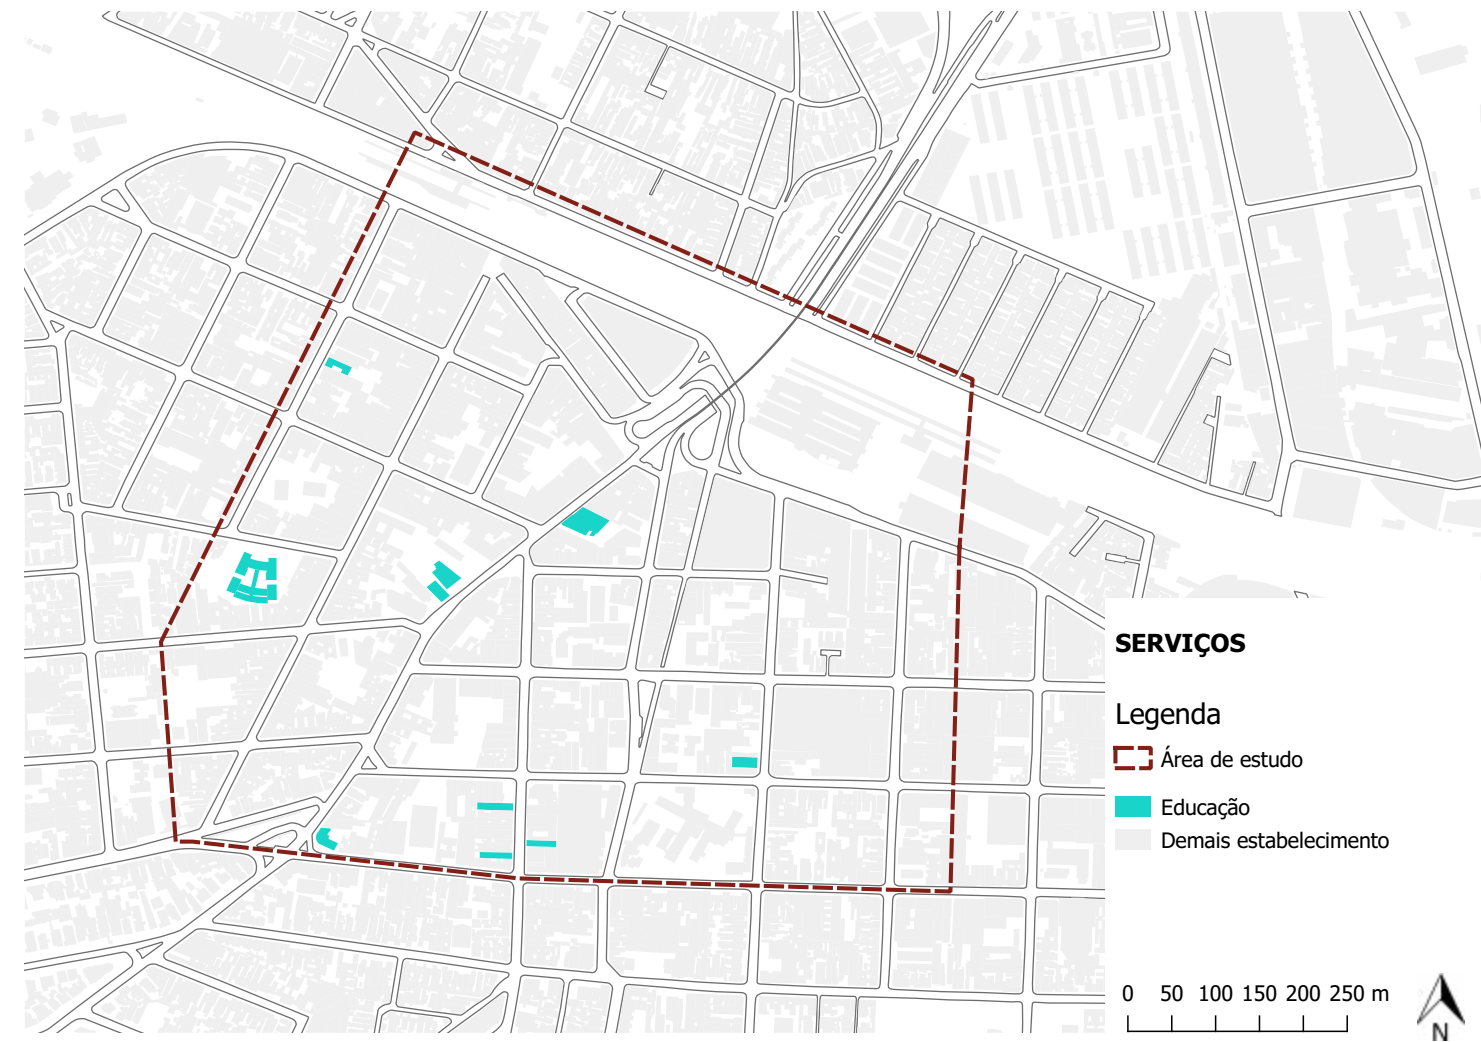 SERVIÇOS
Legenda
Área de estudo
Educação
Demais estabelecimento
0 50 100 150 200 250 m
N